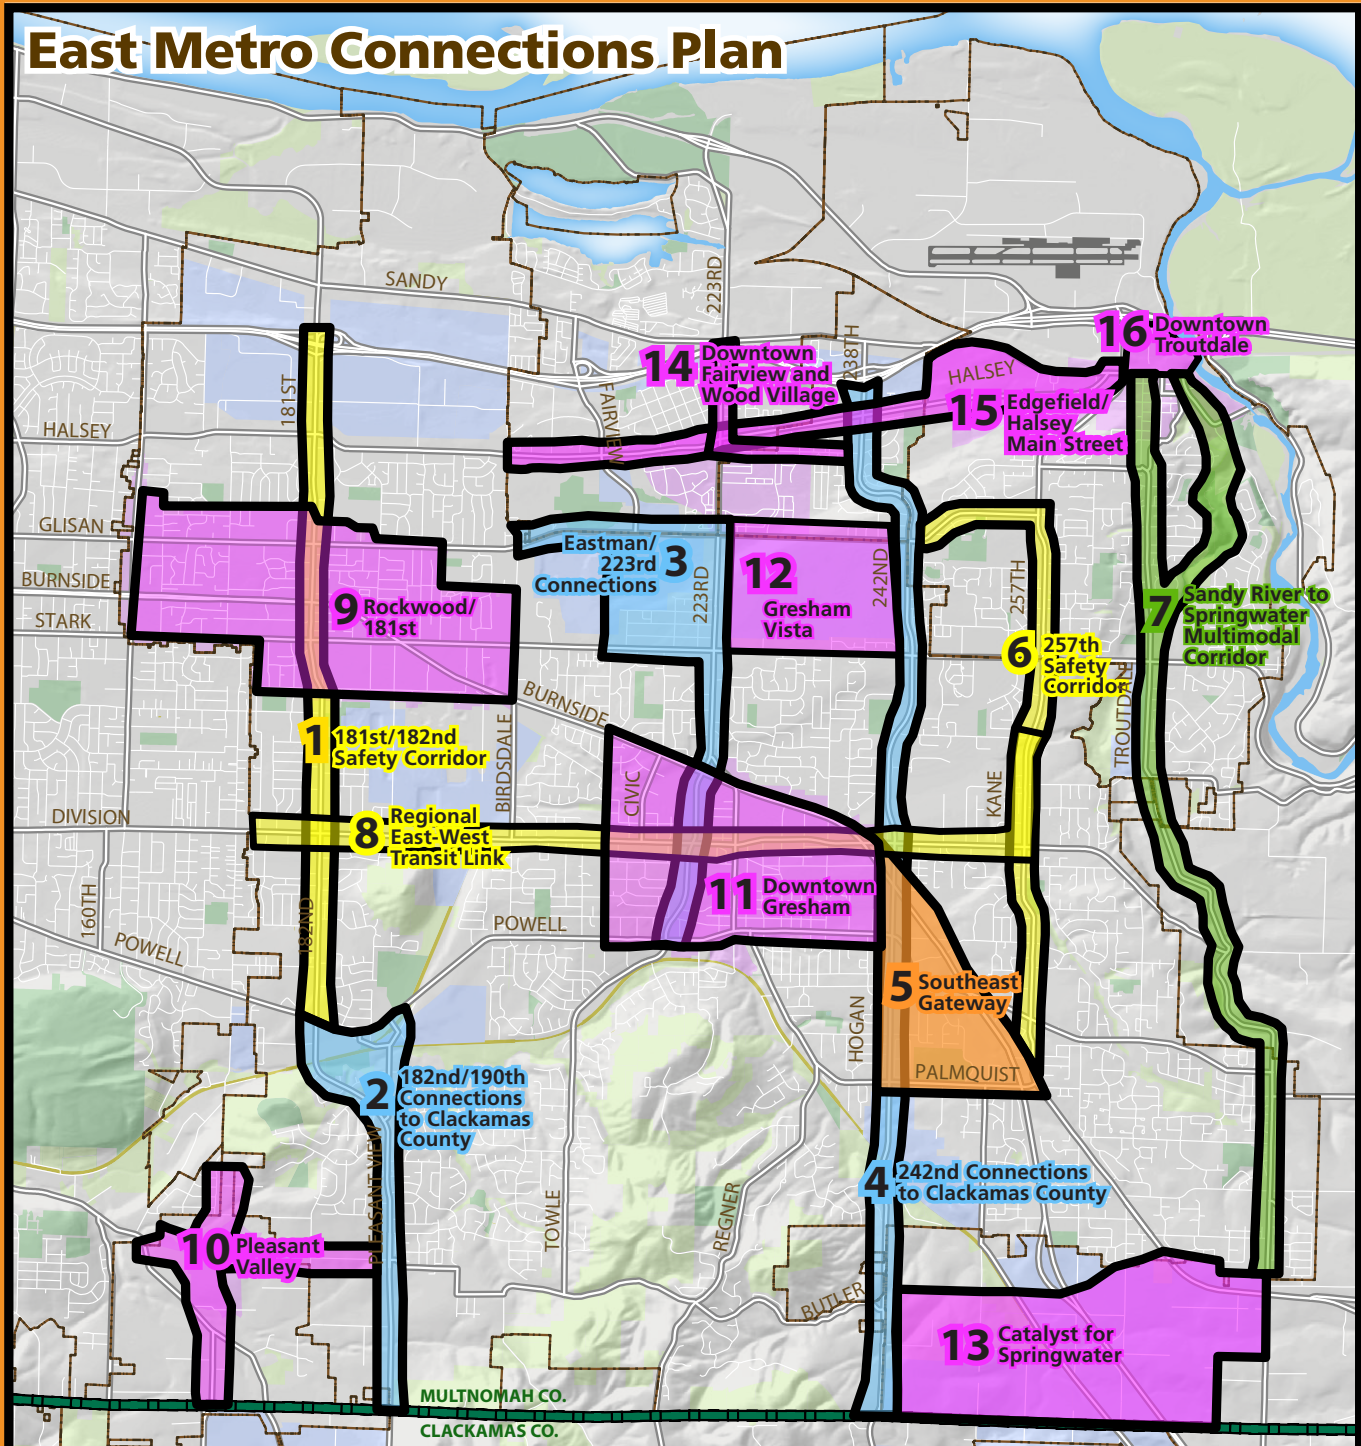 East Metro Connections Plan
SANDY
223RD
181ST
FAIRVIEW
238TH
HALSEY
16 Downtown
Troutdale
14 Downtown
Fairview and
Wood Village
15 Edgefield/
Halsey
Main Street
HALSEY
GLISAN
BURNSIDE
STARK
Eastman/
223rd
Connections
3
223RD
12
Gresham
Vista
242ND
257TH
9 Rockwood/
181st
6 257th
Safety
Corridor
7 Sandy River to
Springwater
Multimodal
Corridor
TROUTDALE
BURNSIDE
BIRDSDALE
1 181st/182nd
Safety Corridor
CIVIC
KANE
DIVISION
8 Regional
East-West
Transit Link
11 Downtown
Gresham
160TH
182ND
POWELL
POWELL
5 Southeast
Gateway
HOGAN
PALMQUIST
2 182nd/190th
Connections
to Clackamas
County
PLEASANT VIEW
TOWLE
REGNER
4 242nd Connections
to Clackamas County
10 Pleasant
Valley
BUTLER
13 Catalyst for
Springwater
MULTNOMAH CO.
CLACKAMAS CO.